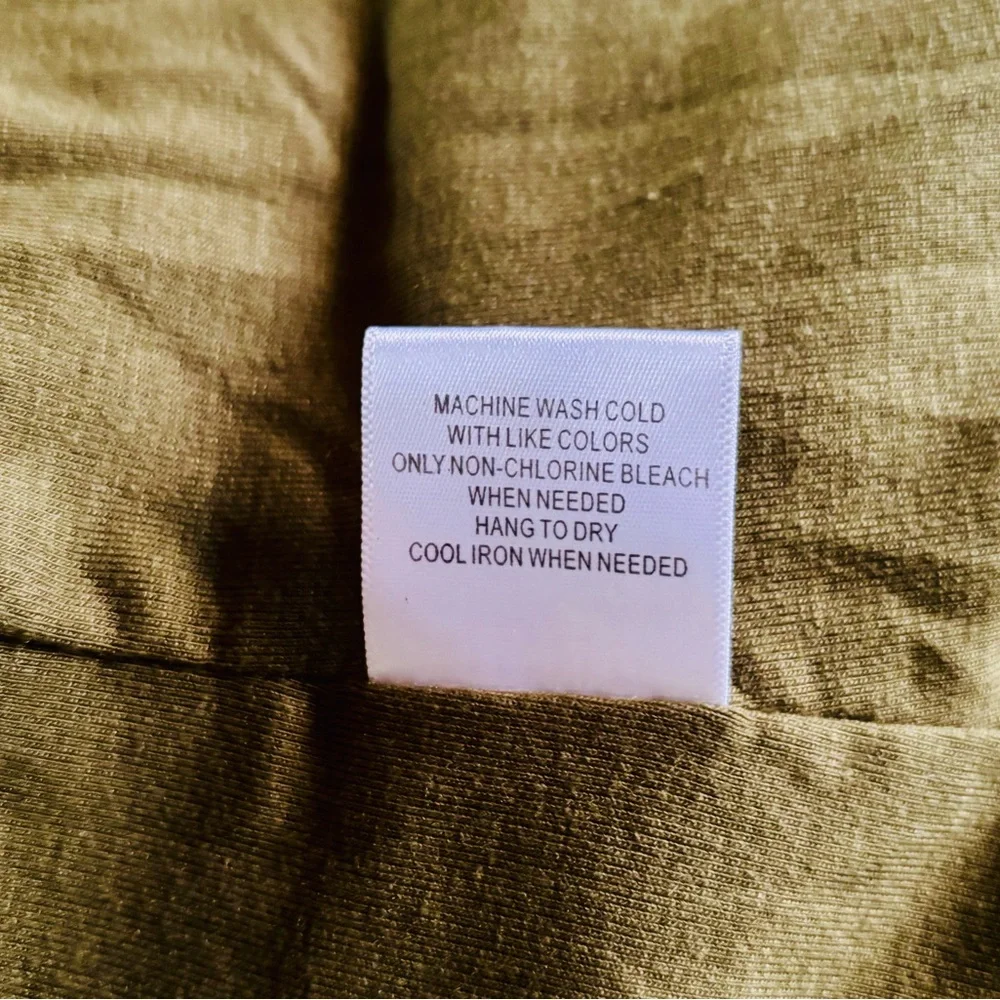 MACHINE WASH COLD
WITH LIKE COLORS
ONLY NON-CHLORINE BLEACH
WHEN NEEDED
HANG TO DRY
COOL IRON WHEN NEEDED